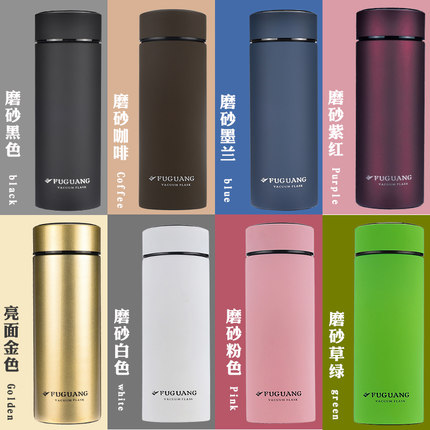 磨砂黑色
black
FUGUANG
VACUUM FLASK
磨砂咖啡
Coffee
FUGUANG
VACUUM FLASK
磨砂墨兰
blue
FUGUANG
VACUUM FLASK
磨砂紫红
Purple
FUGUANG
VACUUM FLASK
亮面金色
Golden
FUGUANG
VACUUM FLASK
磨砂白色
white
FUGUANG
VACUUM FLASK
磨砂粉色
Pink
FUGUANG
VACUUM FLASK
磨砂草绿
green
FUGUANG
VACUUM FLASK